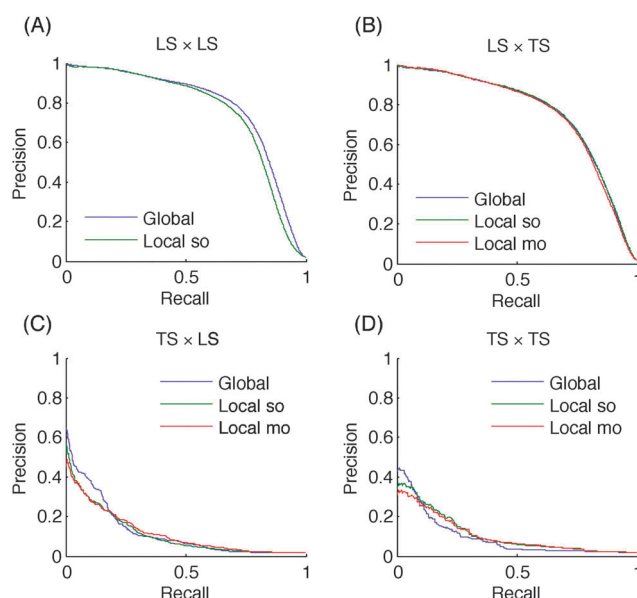 (A)
LS × LS
1
0.8
0.6
0.4
0.2
0
Precision
Global
Local so
0
0.5
1
Recall
(B)
LS × TS
1
0.8
0.6
0.4
0.2
0
Precision
Global
Local so
Local mo
0
0.5
1
Recall
(C)
TS × LS
1
0.8
0.6
0.4
0.2
0
Precision
Global
Local so
Local mo
0
0.5
1
Recall
(D)
TS × TS
1
0.8
0.6
0.4
0.2
0
Precision
Global
Local so
Local mo
0
0.5
1
Recall